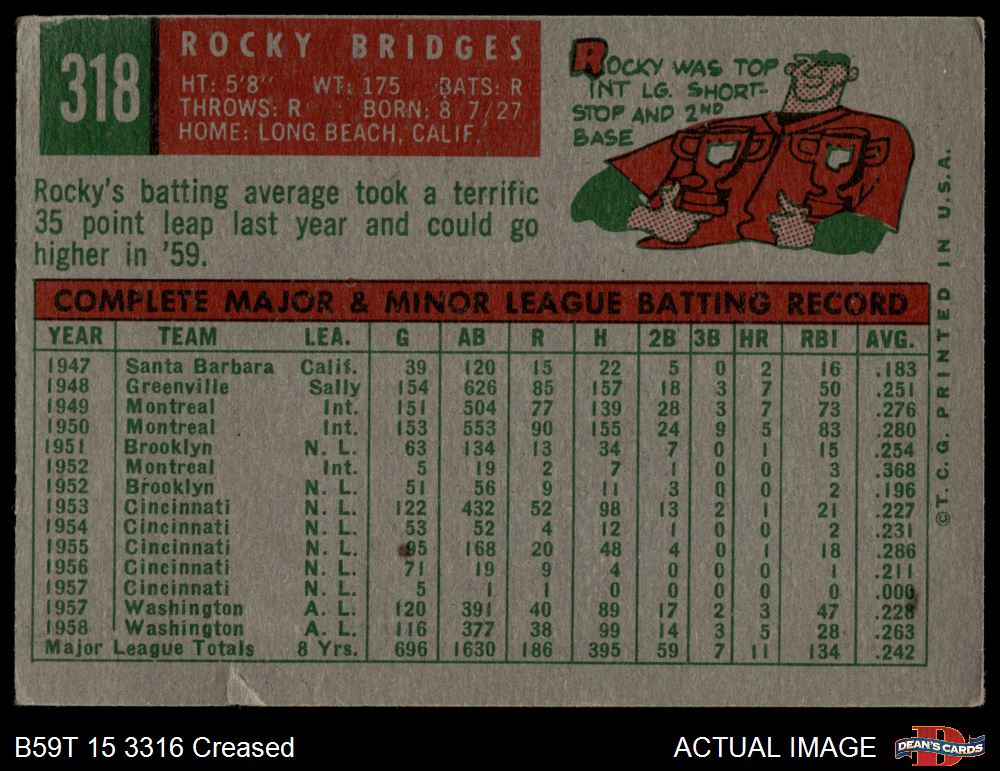 318
ROCKY BRIDGES
HT: 5'8" WT: 175 BATS: R
THROWS: R BORN: 8/7/27
HOME: LONG BEACH, CALIF.
ROCKY WAS TOP
INT LG. SHORT-
STOP AND 2ND
BASE
Rocky's batting average took a terrific
35 point leap last year and could go
higher in '59.
COMPLETE MAJOR & MINOR LEAGUE BATTING RECORD
YEAR TEAM LEA. G AB R H 2B 3B HR RBI AVG.
1947 Santa Barbara Calif. 39 120 15 22 5 0 2 16 .183
1948 Greenville Sally 154 626 85 157 18 3 7 50 .251
1949 Montreal Int. 151 504 77 139 28 3 7 73 .276
1950 Montreal Int. 153 553 90 155 24 9 5 83 .280
1951 Brooklyn N. L. 63 134 13 34 7 0 1 15 .254
1952 Montreal Int. 5 19 2 7 1 0 0 3 .368
1952 Brooklyn N. L. 51 56 9 11 3 0 0 2 .196
1953 Cincinnati N. L. 122 432 52 98 13 2 1 21 .227
1954 Cincinnati N. L. 53 52 4 12 1 0 0 2 .231
1955 Cincinnati N. L. 95 168 20 48 4 0 1 18 .286
1956 Cincinnati N. L. 71 19 9 4 0 0 0 1 .211
1957 Cincinnati N. L. 5 1 1 0 0 0 0 0 .000
1957 Washington A. L. 120 391 40 89 17 2 3 47 .228
1958 Washington A. L. 116 377 38 99 14 3 5 28 .263
Major League Totals 8 Yrs. 696 1630 186 395 59 7 11 134 .242
©T. C. G. PRINTED IN U.S.A.
B59T 15 3316 Creased
ACTUAL IMAGE
DEAN'S CARDS